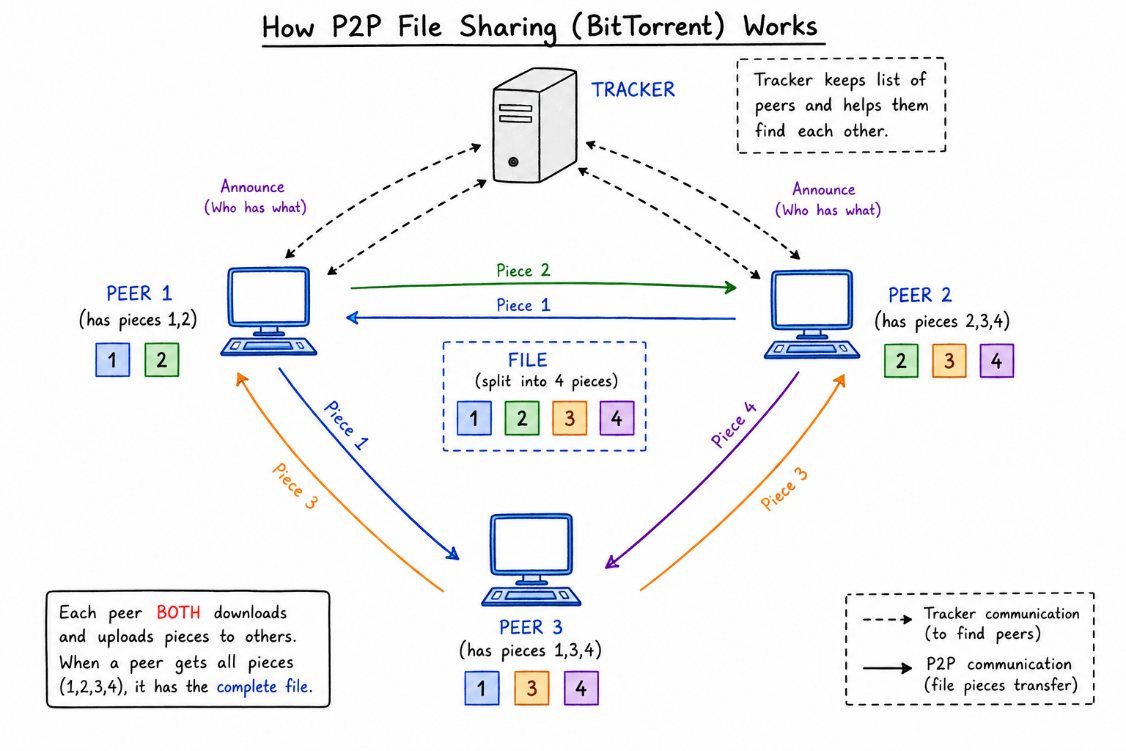 How P2P File Sharing (BitTorrent) Works
TRACKER
Tracker keeps list of
peers and helps them
find each other.
Announce
(Who has what)
Announce
(Who has what)
PEER 1
(has pieces 1,2)
1 2
Piece 2
Piece 1
PEER 2
(has pieces 2,3,4)
2 3 4
FILE
(split into 4 pieces)
1 2 3 4
Piece 1
Piece 3
Piece 4
Piece 3
PEER 3
(has pieces 1,3,4)
1 3 4
Each peer BOTH downloads
and uploads pieces to others.
When a peer gets all pieces
(1,2,3,4), it has the complete file.
Tracker communication
(to find peers)
P2P communication
(file pieces transfer)